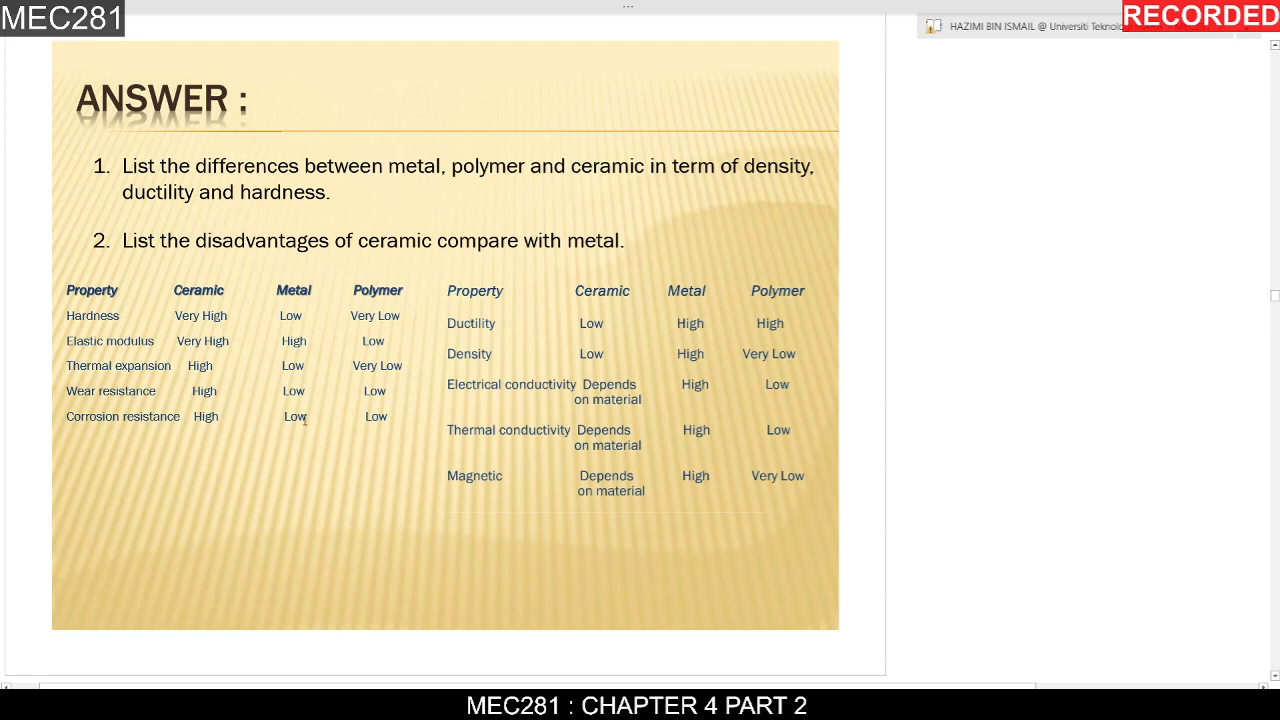 MEC281
RECORDED
HAZIMI BIN ISMAIL @ Universiti Teknolo
ANSWER :
1. List the differences between metal, polymer and ceramic in term of density,
ductility and hardness.
2. List the disadvantages of ceramic compare with metal.
Property Ceramic Metal Polymer
Hardness Very High Low Very Low
Elastic modulus Very High High Low
Thermal expansion High Low Very Low
Wear resistance High Low Low
Corrosion resistance High Low Low
Property Ceramic Metal Polymer
Ductility Low High High
Density Low High Very Low
Electrical conductivity Depends High Low
on material
Thermal conductivity Depends High Low
on material
Magnetic Depends High Very Low
on material
MEC281 : CHAPTER 4 PART 2